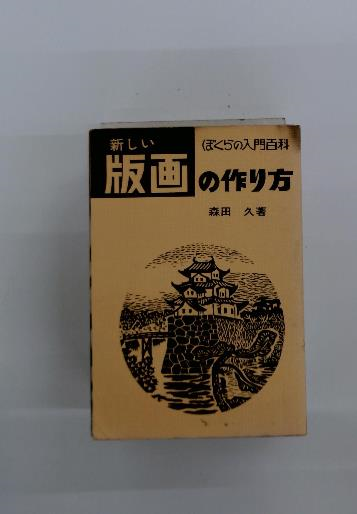 新しい
版画の作り方
ぼくらの入門百科
森田 久著